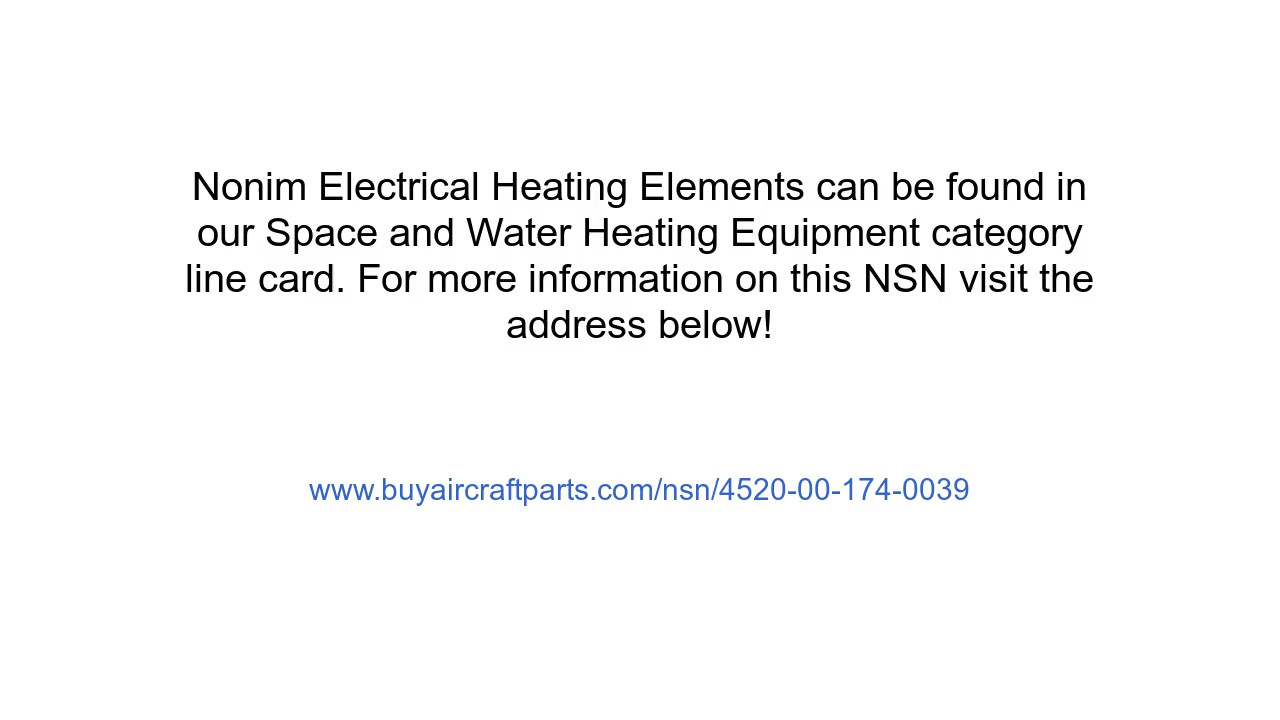 Nonim Electrical Heating Elements can be found in
our Space and Water Heating Equipment category
line card. For more information on this NSN visit the
address below!
www.buyaircraftparts.com/nsn/4520-00-174-0039